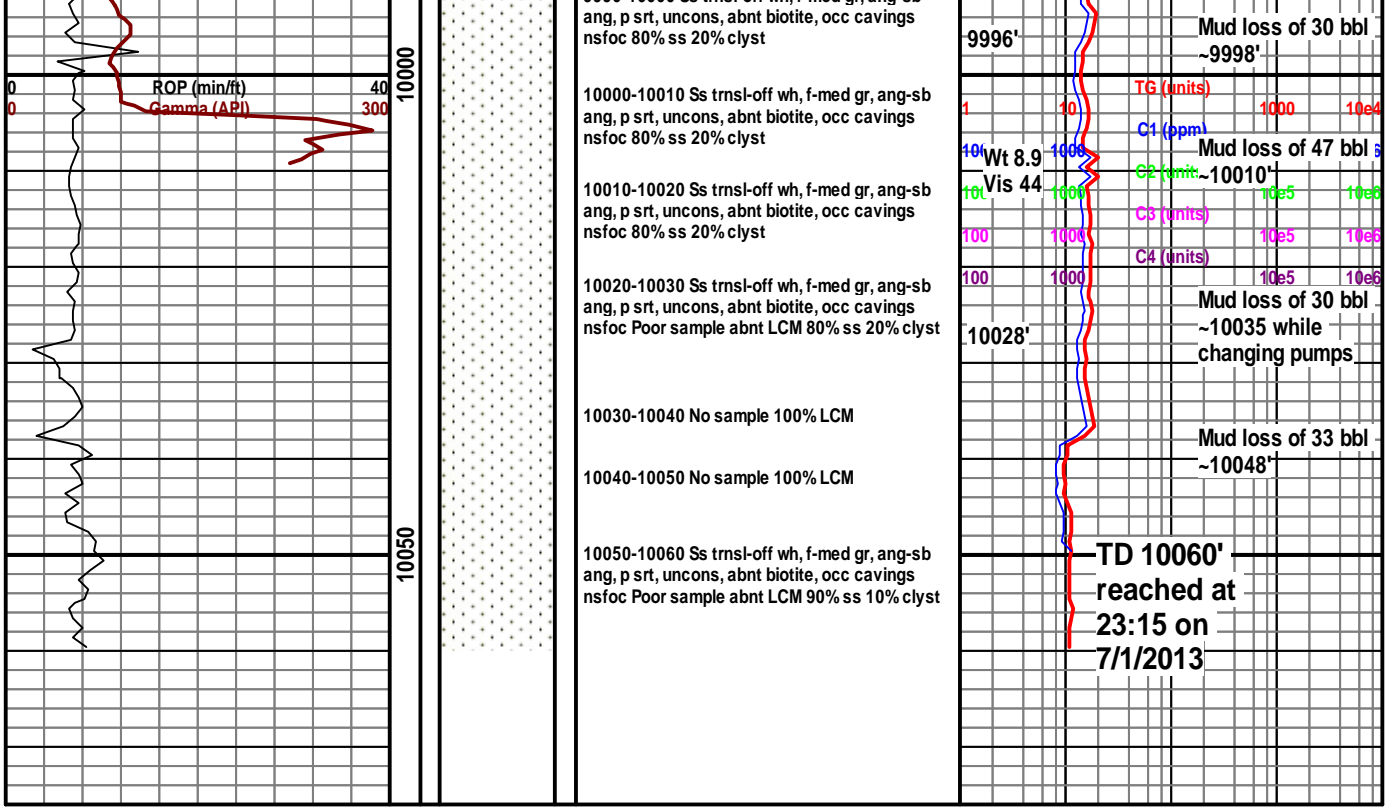 ang, p srt, uncons, abnt biotite, occ cavings
nsfoc 80% ss 20% clyst
9996'
Mud loss of 30 bbl
~9998'
0 ROP (min/ft) 40
0 Gamma (API) 300
10000
10000-10010 Ss trnsl-off wh, f-med gr, ang-sb
ang, p srt, uncons, abnt biotite, occ cavings
nsfoc 80% ss 20% clyst
TG (units)
1 10 1000 10e4
C1 (ppm)
1000
Wt 8.9
Vis 44
Mud loss of 47 bbl
~10010'
1000 10e5 10e6
C3 (units)
100 1000 10e5 10e6
C4 (units)
100 1000 10e5 10e6
10010-10020 Ss trnsl-off wh, f-med gr, ang-sb
ang, p srt, uncons, abnt biotite, occ cavings
nsfoc 80% ss 20% clyst
10020-10030 Ss trnsl-off wh, f-med gr, ang-sb
ang, p srt, uncons, abnt biotite, occ cavings
nsfoc Poor sample abnt LCM 80% ss 20% clyst
10028'
Mud loss of 30 bbl
~10035 while
changing pumps
10030-10040 No sample 100% LCM
Mud loss of 33 bbl
~10048'
10040-10050 No sample 100% LCM
10050
10050-10060 Ss trnsl-off wh, f-med gr, ang-sb
ang, p srt, uncons, abnt biotite, occ cavings
nsfoc Poor sample abnt LCM 90% ss 10% clyst
TD 10060'
reached at
23:15 on
7/1/2013